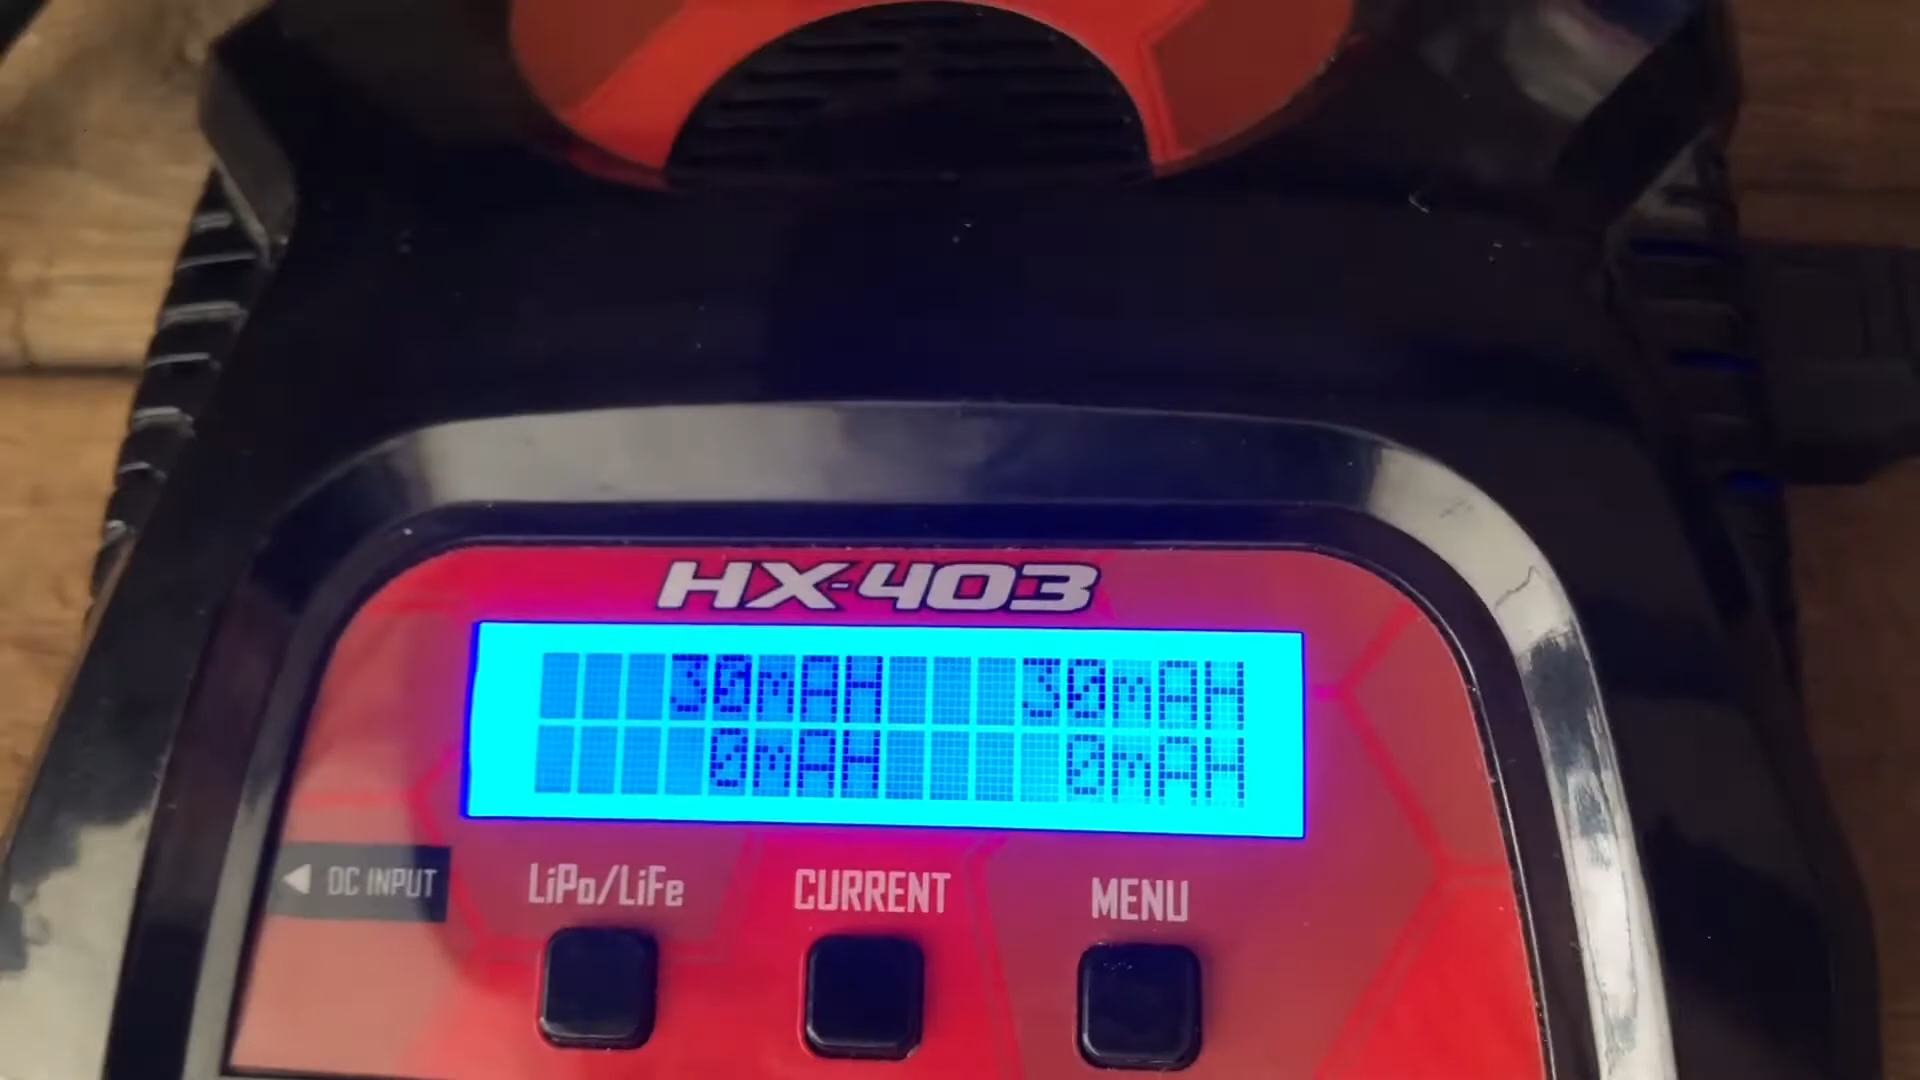 HX-403
30mAH 30mAH
0mAH 0mAH
DC INPUT
LiPo/LiFe
CURRENT
MENU